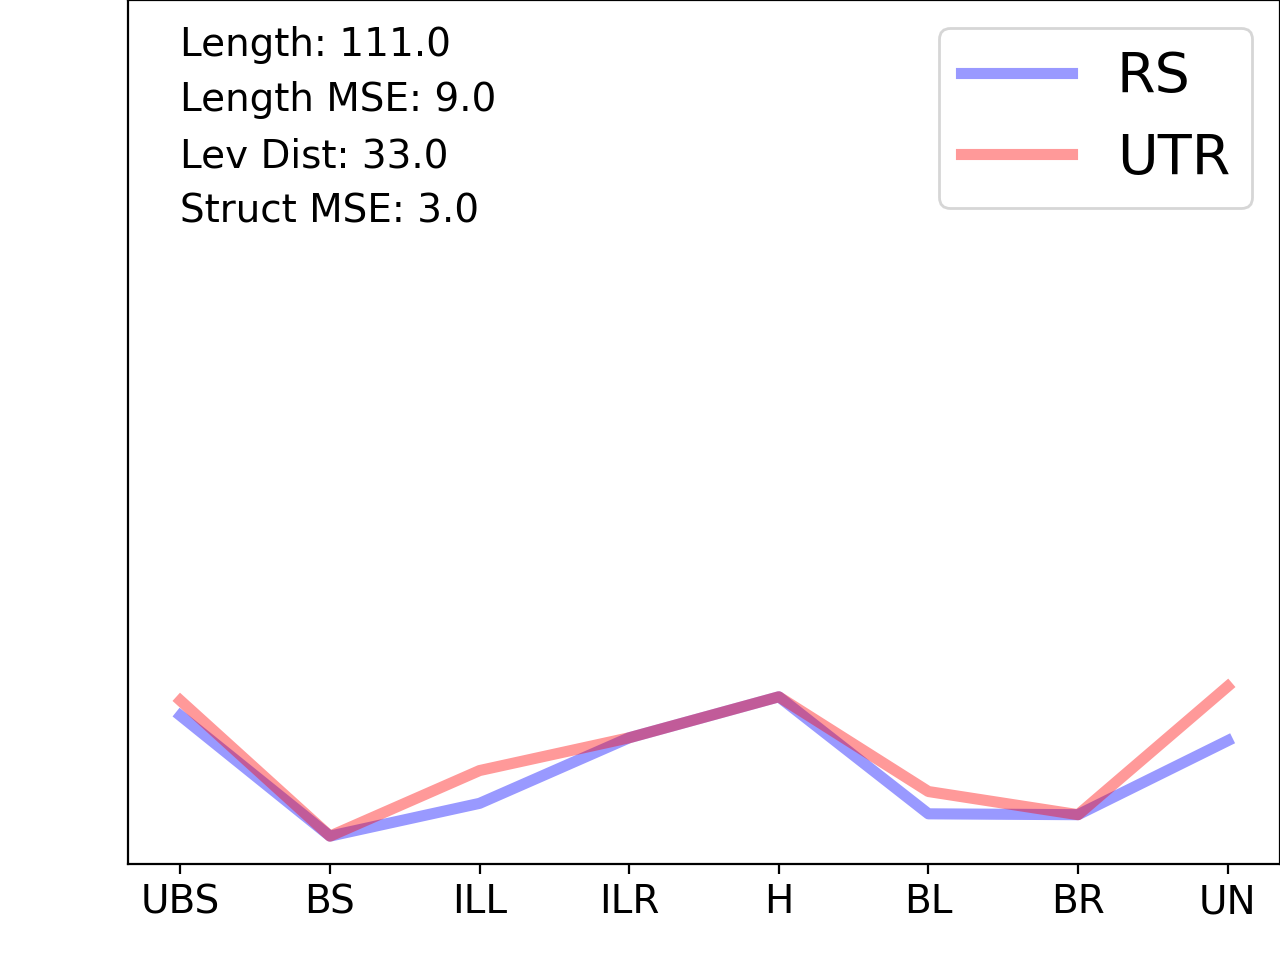 Length: 111.0
Length MSE: 9.0
Lev Dist: 33.0
Struct MSE: 3.0
RS
UTR
UBS BS ILL ILR H BL BR UN